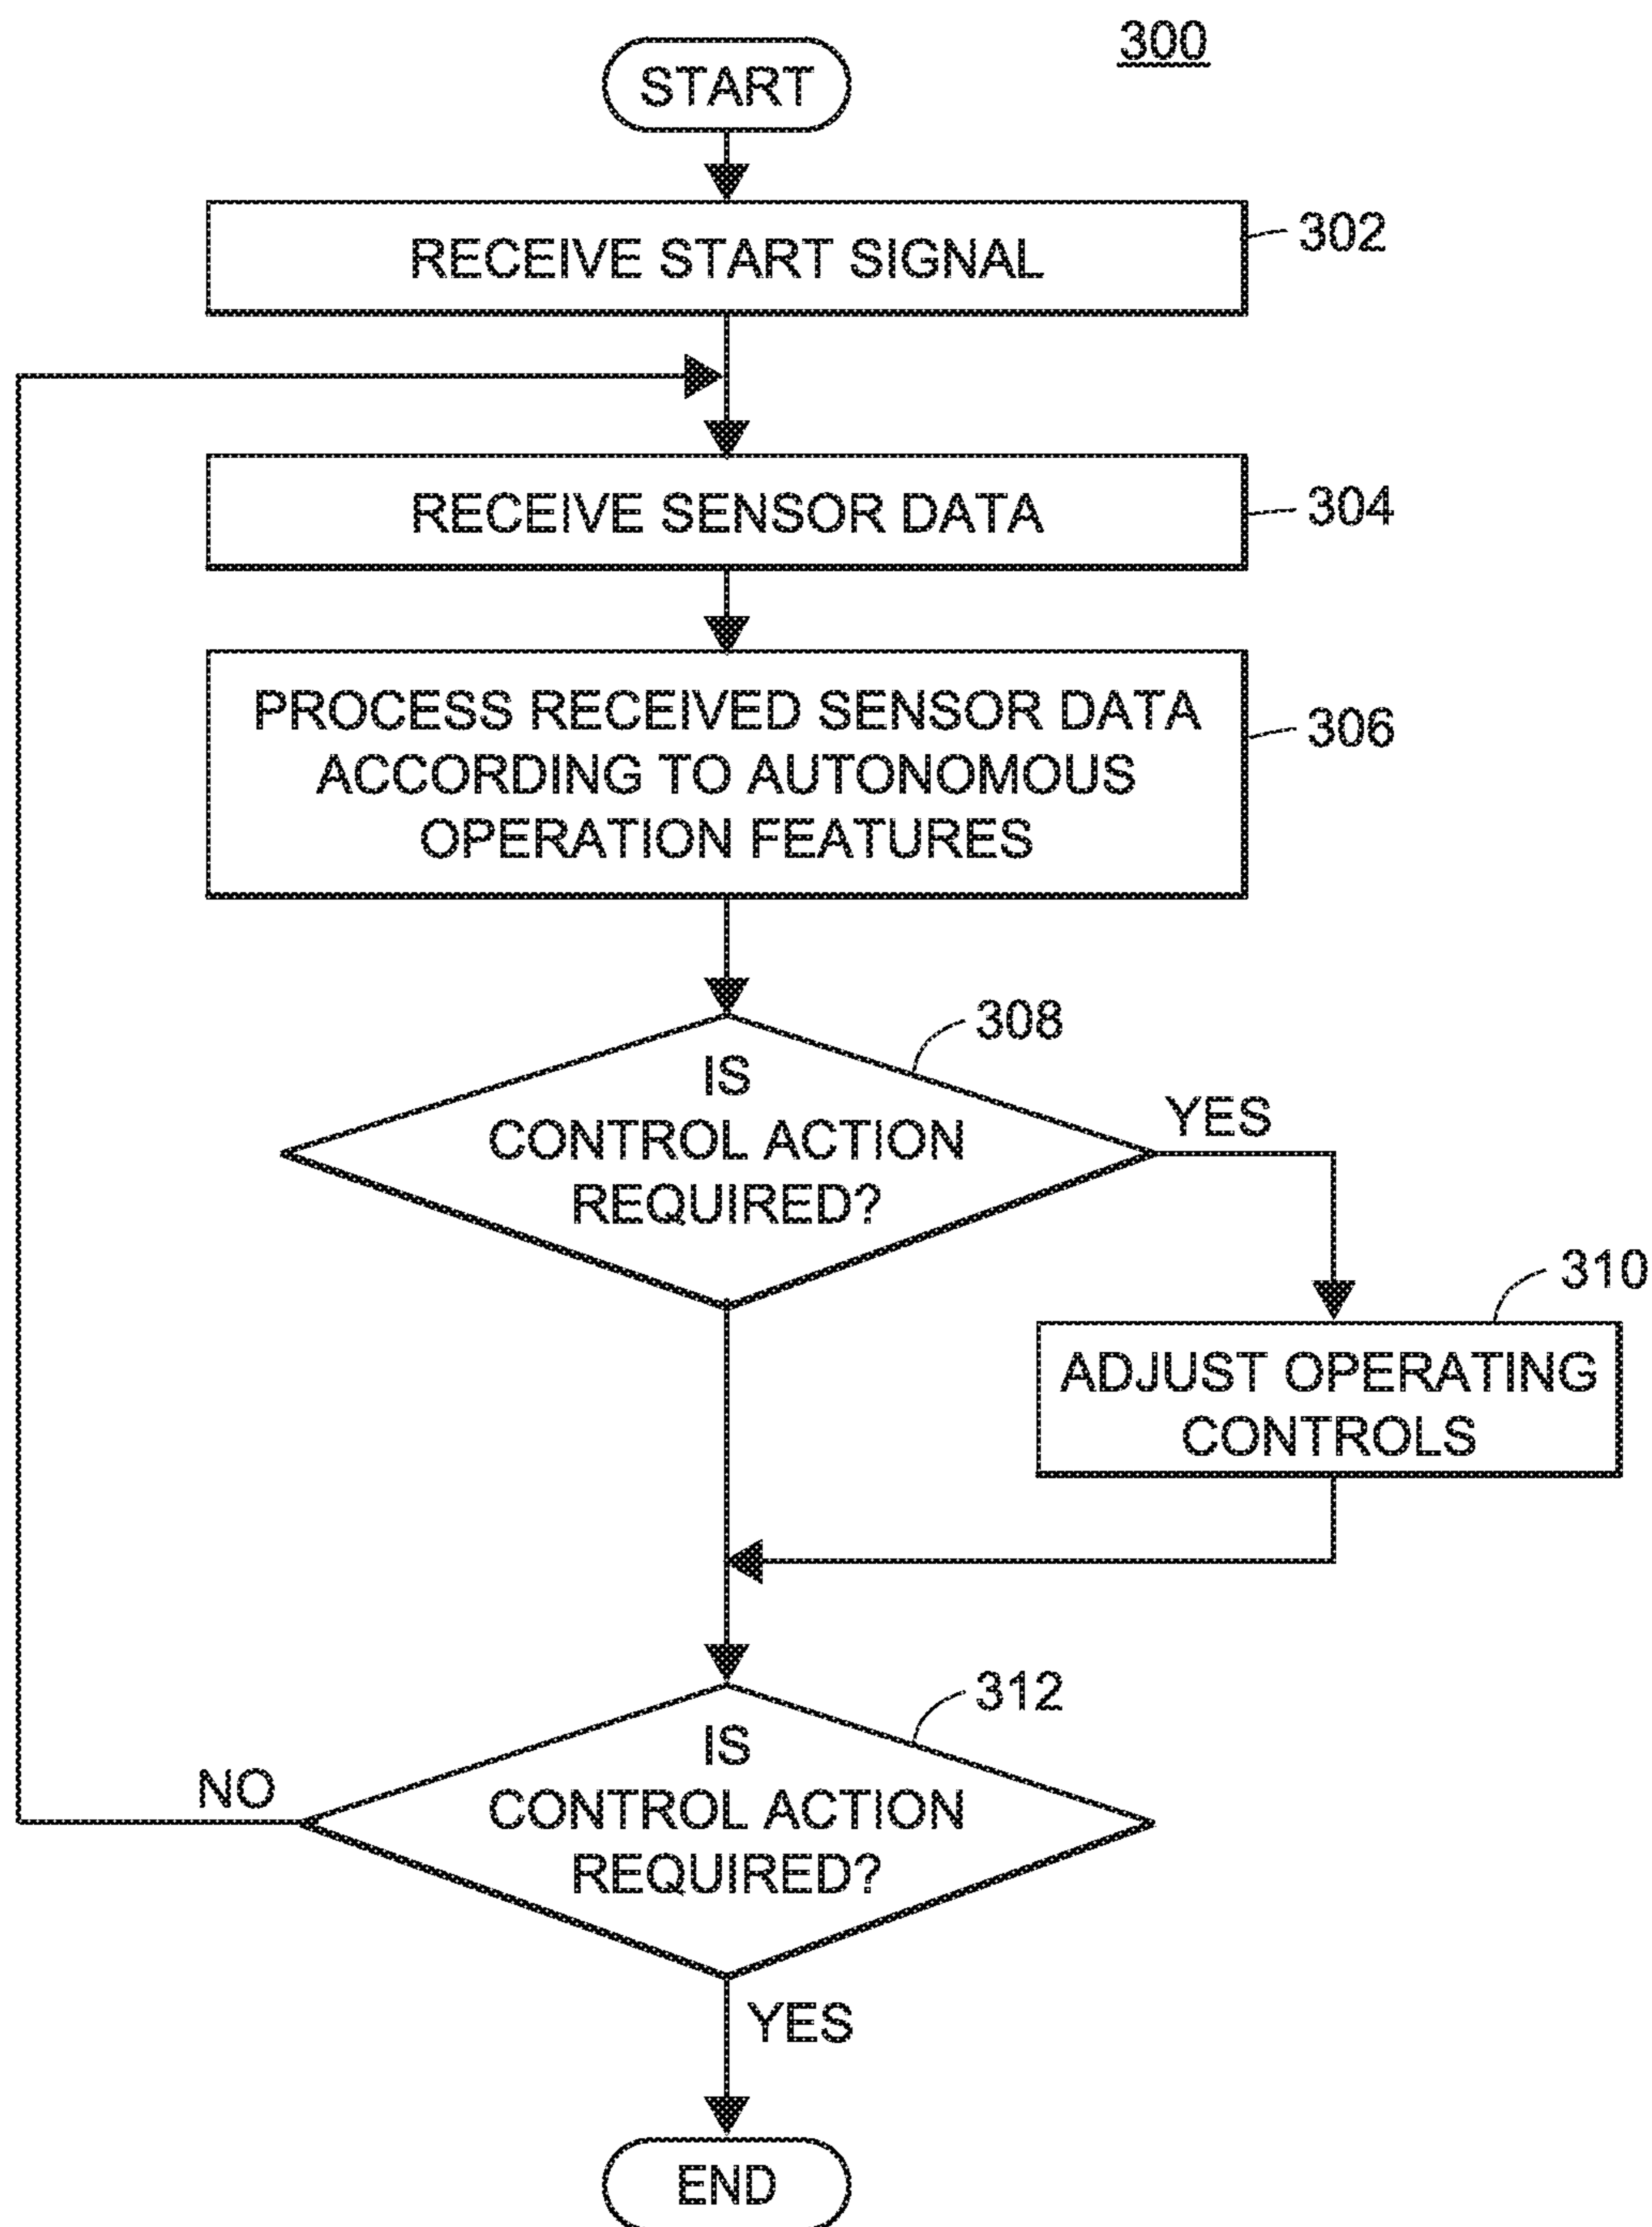 300
START
RECEIVE START SIGNAL
302
RECEIVE SENSOR DATA
304
PROCESS RECEIVED SENSOR DATA
ACCORDING TO AUTONOMOUS
OPERATION FEATURES
306
308
IS
CONTROL ACTION
REQUIRED?
YES
310
ADJUST OPERATING
CONTROLS
312
IS
CONTROL ACTION
REQUIRED?
NO
YES
END